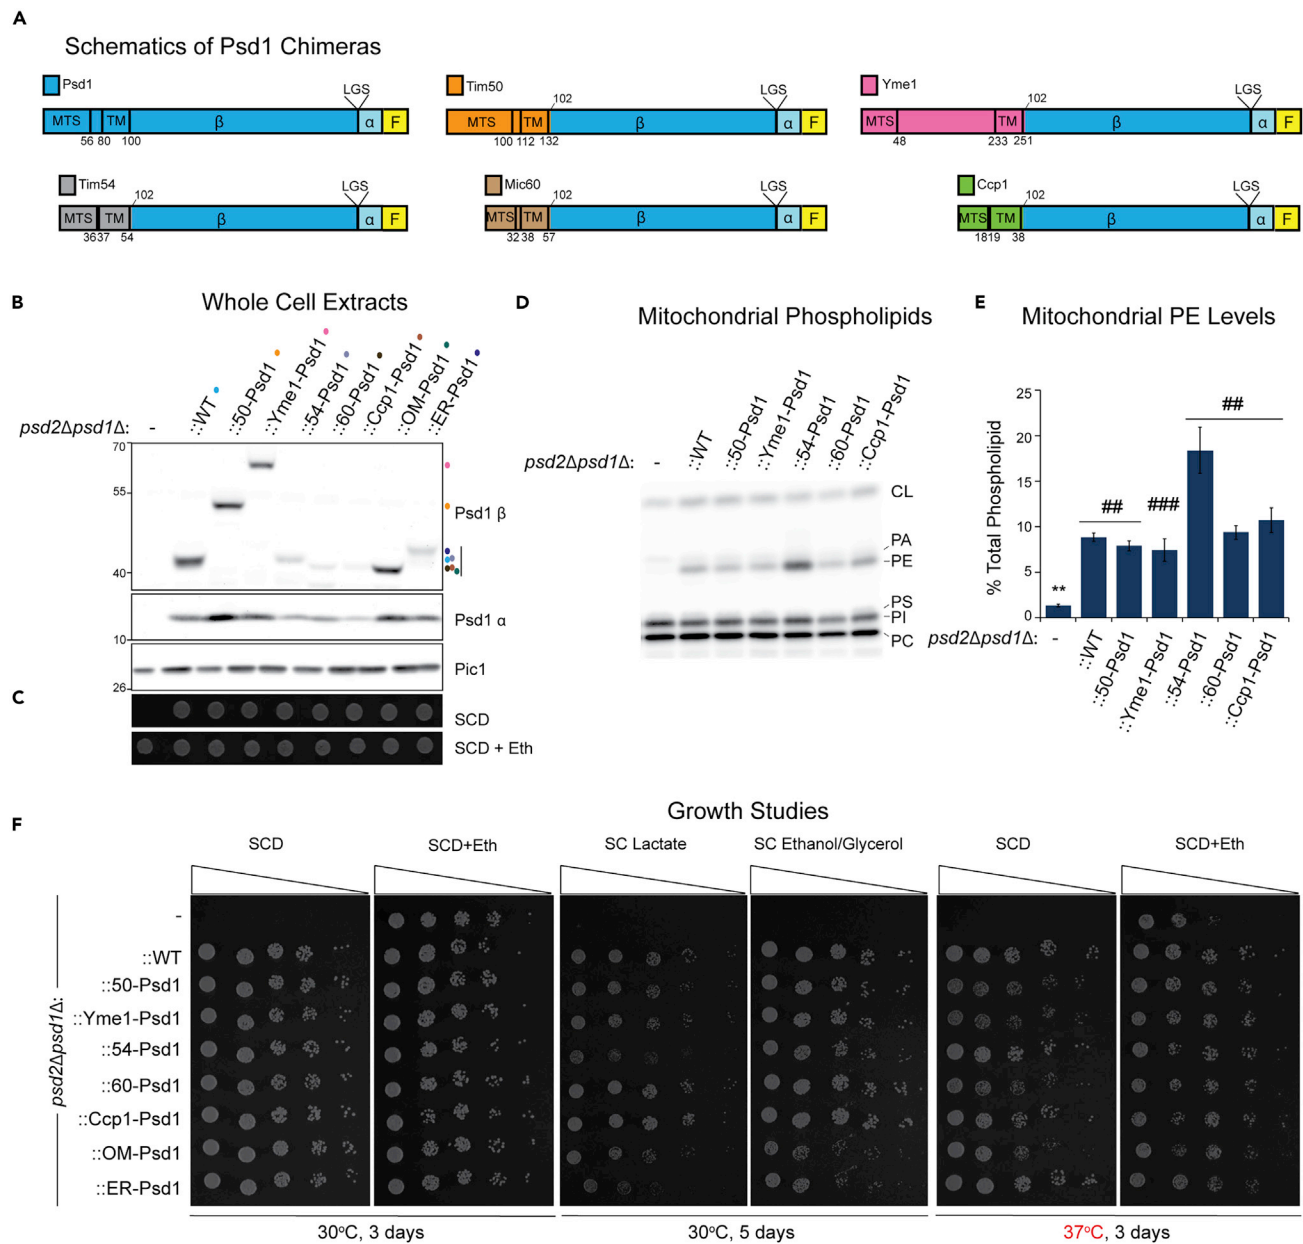 A
Schematics of Psd1 Chimeras
Psd1
LGS
MTS TM β α F
56 80 100
Tim50
102
LGS
MTS TM β α F
100 112 132
Yme1
102
LGS
MTS TM β α F
48 233 251
Tim54
102
LGS
MTS TM β α F
3637 54
Mic60
102
LGS
MTS TM β α F
32 38 57
Ccp1
102
LGS
MTS TM β α F
1819 38
B
Whole Cell Extracts
psd2Δpsd1Δ: - ::WT ::50-Psd1 ::Yme1-Psd1 ::54-Psd1 ::60-Psd1 ::Ccp1-Psd1 ::OM-Psd1 ::ER-Psd1
70
55
Psd1 β
40
Psd1 α
10
Pic1
26
C
SCD
SCD + Eth
D
Mitochondrial Phospholipids
psd2Δpsd1Δ: - ::WT ::50-Psd1 ::Yme1-Psd1 ::54-Psd1 ::60-Psd1 ::Ccp1-Psd1
CL
PA
PE
PS
PI
PC
E
Mitochondrial PE Levels
% Total Phospholipid
25
20
15
10
5
0
**
##
###
##
psd2Δpsd1Δ: - ::WT ::50-Psd1 ::Yme1-Psd1 ::54-Psd1 ::60-Psd1 ::Ccp1-Psd1
F
Growth Studies
SCD SCD+Eth SC Lactate SC Ethanol/Glycerol SCD SCD+Eth
psd2Δpsd1Δ:
-
::WT
::50-Psd1
::Yme1-Psd1
::54-Psd1
::60-Psd1
::Ccp1-Psd1
::OM-Psd1
::ER-Psd1
30°C, 3 days 30°C, 5 days 37°C, 3 days